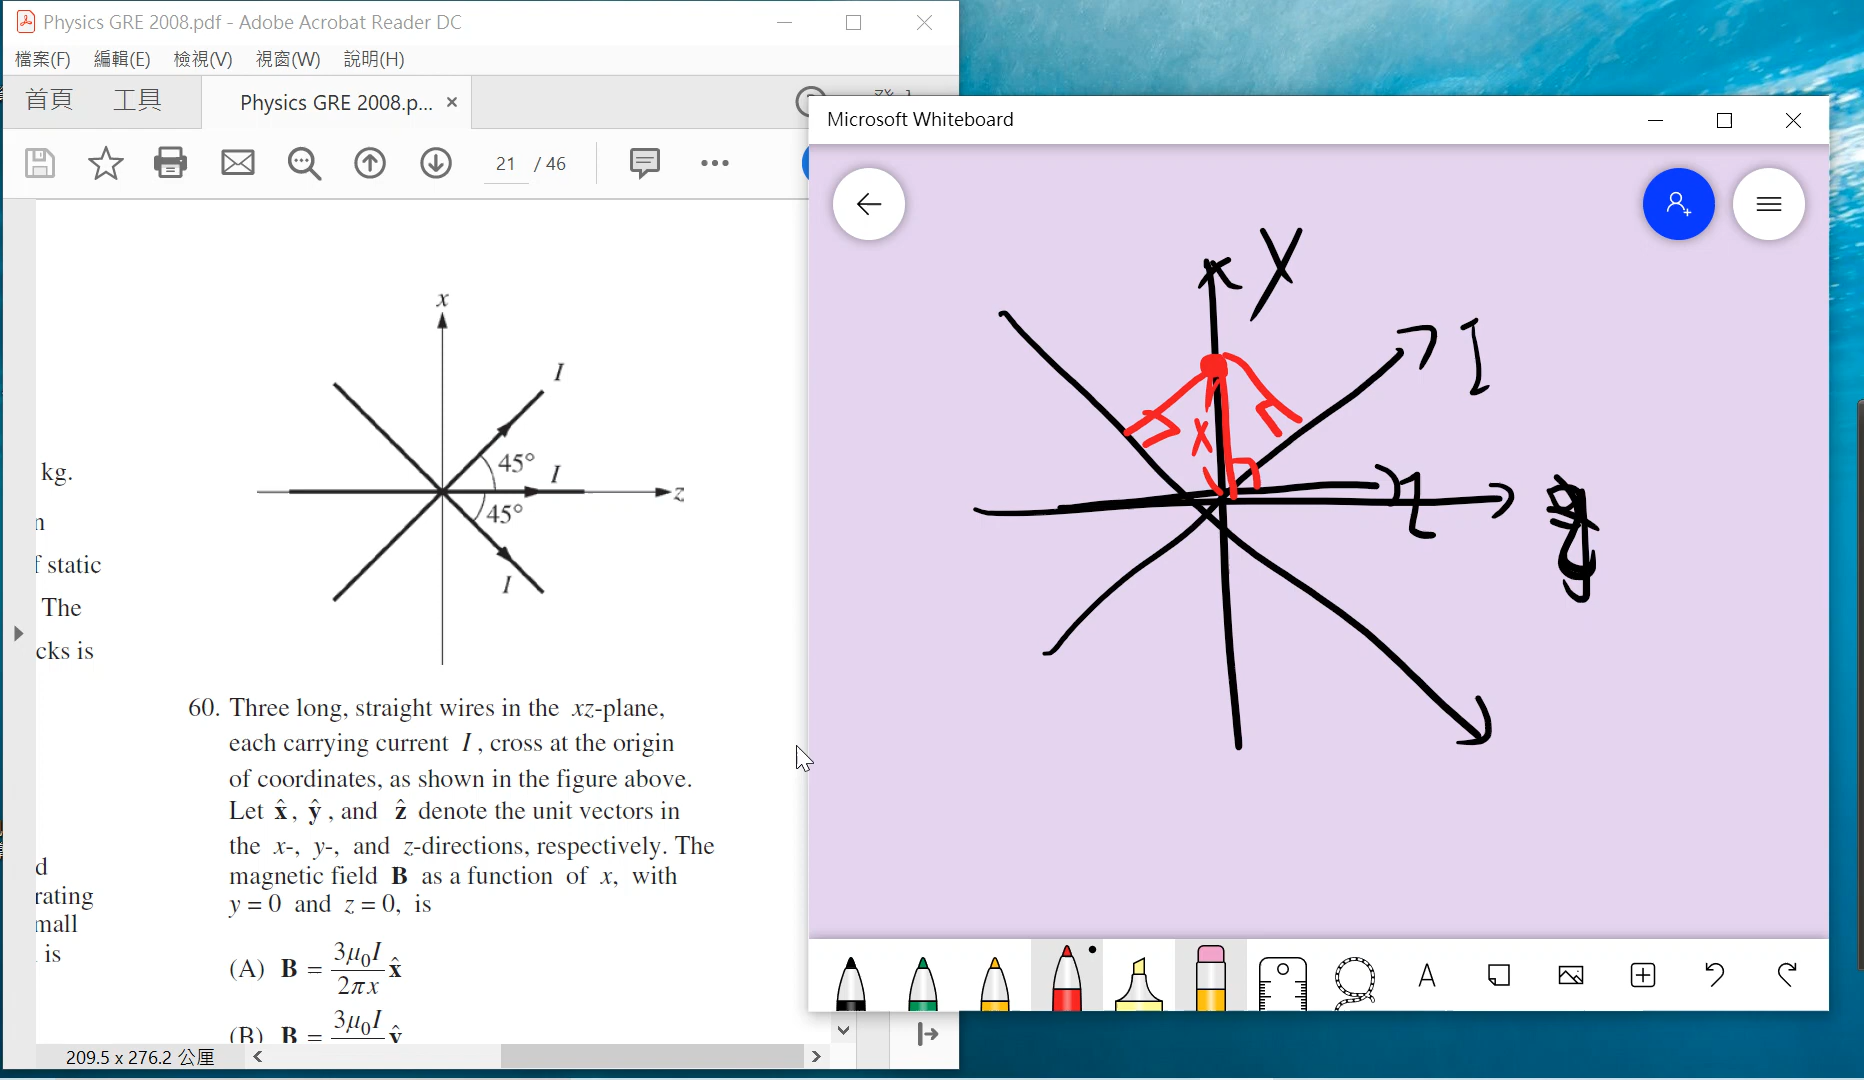 Physics GRE 2008.pdf - Adobe Acrobat Reader DC
檔案(F) 編輯(E) 檢視(V) 視窗(W) 說明(H)
首頁 工具 Physics GRE 2008.p... ×
21 / 46
x
I
45° I
z
45°
I
kg.
n
f static
The
cks is
d
rating
mall
is
60. Three long, straight wires in the xz-plane,
each carrying current I, cross at the origin
of coordinates, as shown in the figure above.
Let x̂, ŷ, and ẑ denote the unit vectors in
the x-, y-, and z-directions, respectively. The
magnetic field B as a function of x, with
y = 0 and z = 0, is
(A) B = 3μ₀I/2πx x̂
(B) B = 3μ₀I ŷ
209.5 x 276.2 公厘
Microsoft Whiteboard
X
I
x
I
A